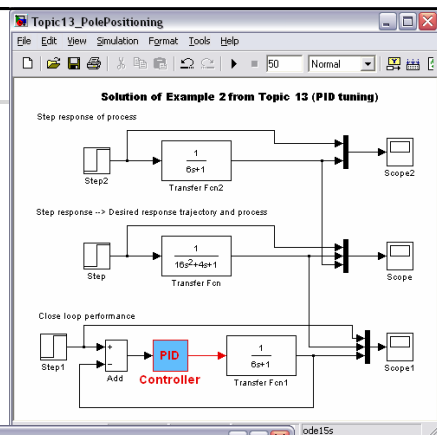 Topic13_PolePositioning
File Edit View Simulation Format Tools Help
50 Normal
Solution of Example 2 from Topic 13 (PID tuning)
Step response of process
1
6s+1
Step2
Transfer Fcn2
Scope2
Step response --> Desired response trajectory and process
1
16s²+4s+1
Step
Transfer Fcn
Scope
Close loop performance
+
-
PID
1
6s+1
Step1
Add
Controller
Transfer Fcn1
Scope1
ode15s